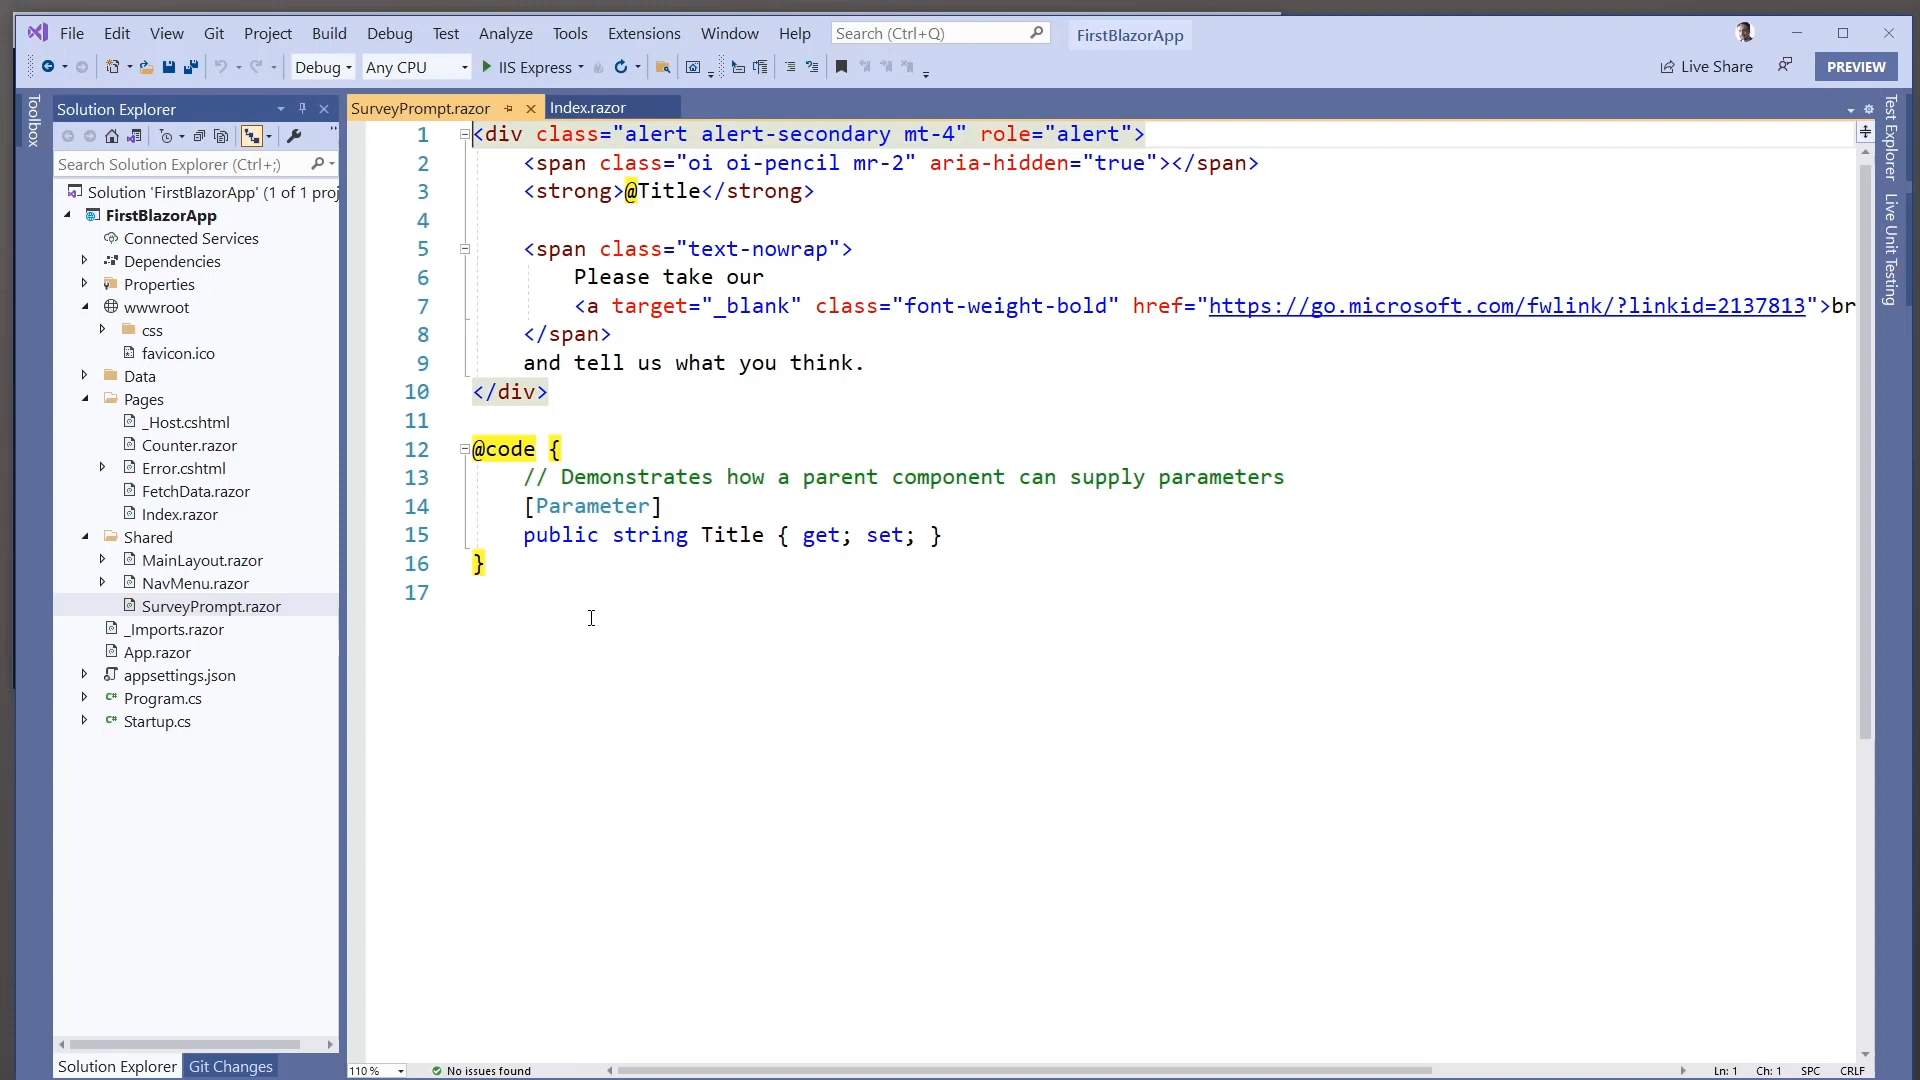 File Edit View Git Project Build Debug Test Analyze Tools Extensions Window Help Search (Ctrl+Q) FirstBlazorApp
Debug Any CPU IIS Express Live Share PREVIEW
Toolbox
Solution Explorer
Search Solution Explorer (Ctrl+;)
Solution 'FirstBlazorApp' (1 of 1 proj
FirstBlazorApp
Connected Services
Dependencies
Properties
wwwroot
css
favicon.ico
Data
Pages
_Host.cshtml
Counter.razor
Error.cshtml
FetchData.razor
Index.razor
Shared
MainLayout.razor
NavMenu.razor
SurveyPrompt.razor
_Imports.razor
App.razor
appsettings.json
Program.cs
Startup.cs
Solution Explorer Git Changes
SurveyPrompt.razor Index.razor
1 <div class="alert alert-secondary mt-4" role="alert">
2 <span class="oi oi-pencil mr-2" aria-hidden="true"></span>
3 <strong>@Title</strong>
4
5 <span class="text-nowrap">
6 Please take our
7 <a target="_blank" class="font-weight-bold" href="https://go.microsoft.com/fwlink/?linkid=2137813">br
8 </span>
9 and tell us what you think.
10 </div>
11
12 @code {
13 // Demonstrates how a parent component can supply parameters
14 [Parameter]
15 public string Title { get; set; }
16 }
17
110 % No issues found Ln: 1 Ch: 1 SPC CRLF
Test Explorer
Live Unit Testing